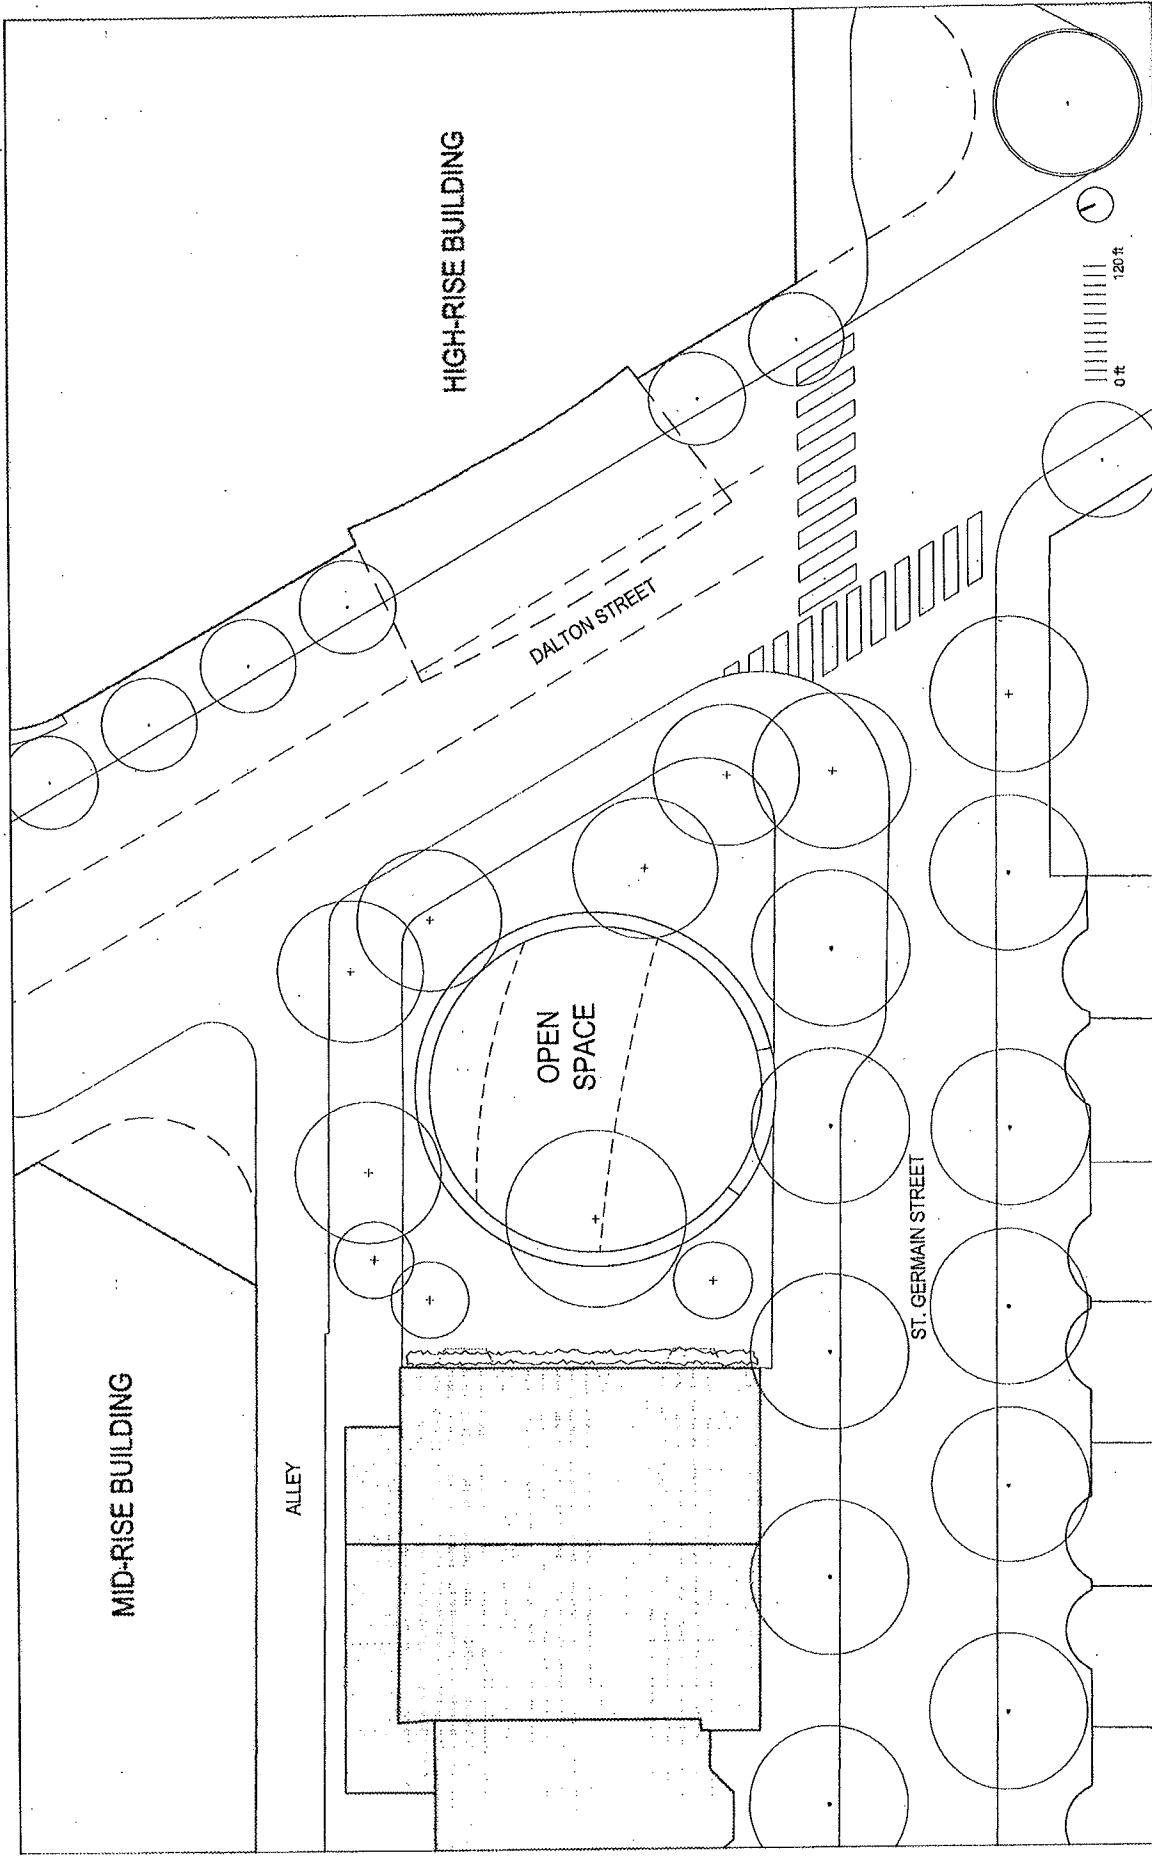 HIGH-RISE BUILDING
MID-RISE BUILDING
DALTON STREET
OPEN
SPACE
ALLEY
ST. GERMAIN STREET
0 ft
120 ft